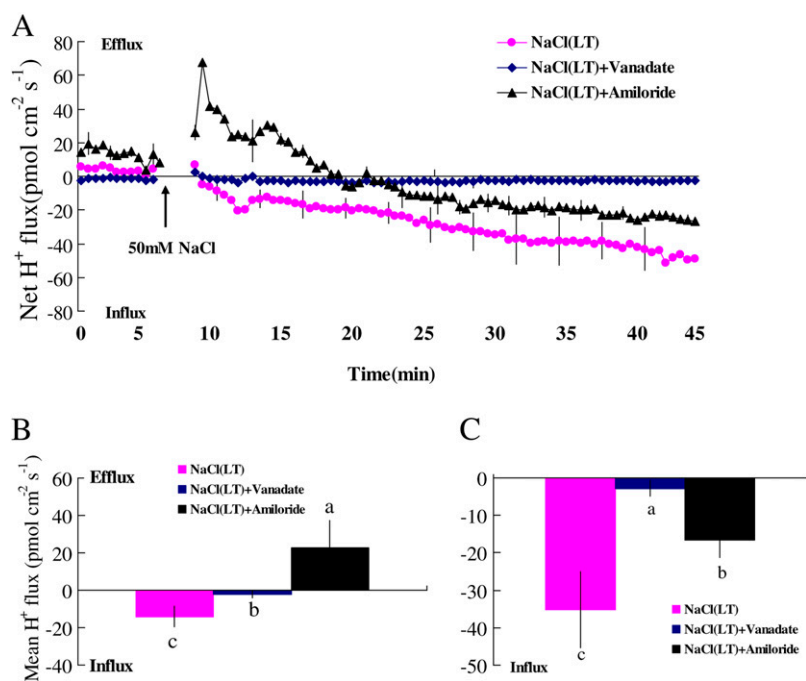 A
Efflux
NaCl(LT)
NaCl(LT)+Vanadate
NaCl(LT)+Amiloride
Net H⁺ flux(pmol cm⁻² s⁻¹)
80
60
40
20
0
-20
-40
-60
-80
50mM NaCl
Influx
0 5 10 15 20 25 30 35 40 45
Time(min)
B
Mean H⁺ flux (pmol cm⁻² s⁻¹)
60
40
20
0
-20
-40
Efflux
NaCl(LT)
NaCl(LT)+Vanadate
NaCl(LT)+Amiloride
a
b
c
Influx
C
0
-10
-20
-30
-40
-50
a
b
c
NaCl(LT)
NaCl(LT)+Vanadate
NaCl(LT)+Amiloride
Influx